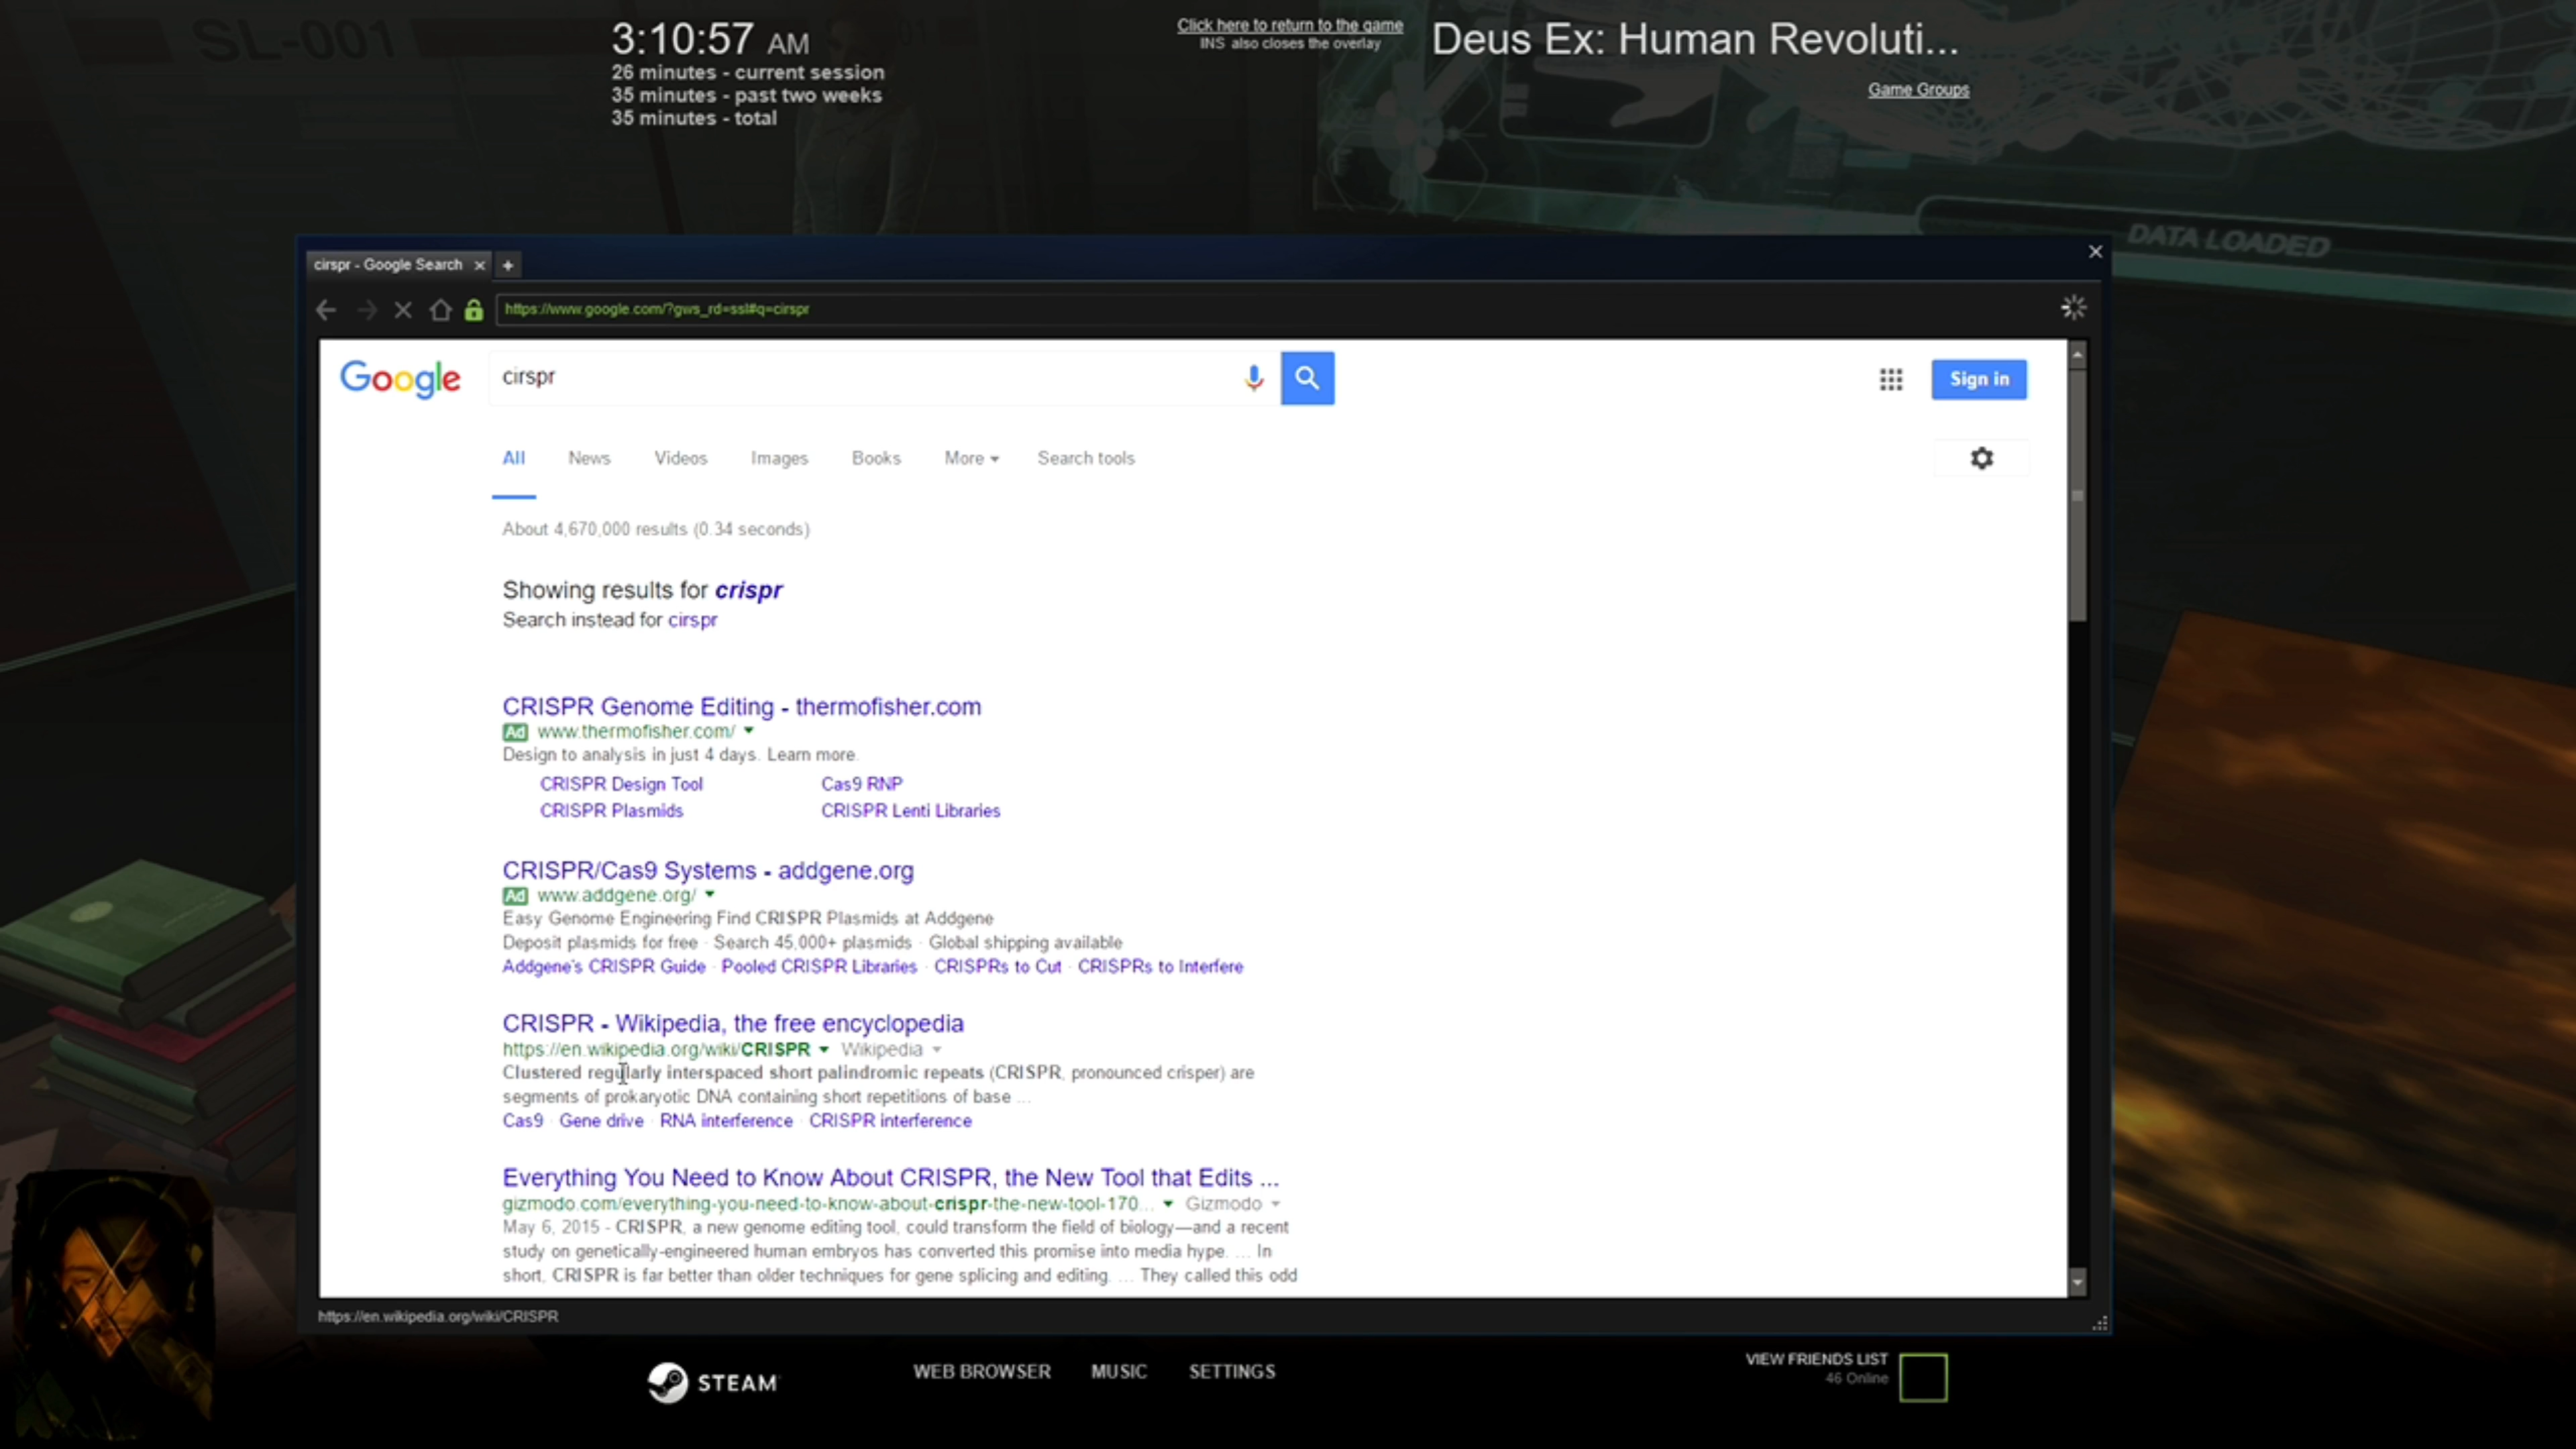 SL-001
01
3:10:57 AM
26 minutes - current session
35 minutes - past two weeks
35 minutes - total
Click here to return to the game
INS also closes the overlay
Deus Ex: Human Revoluti...
Game Groups
DATA LOADED
cirspr - Google Search
https://www.google.com/?gws_rd=ssl#q=cirspr
Google
cirspr
Sign in
All News Videos Images Books More Search tools
About 4,670,000 results (0.34 seconds)
Showing results for crispr
Search instead for cirspr
CRISPR Genome Editing - thermofisher.com
Ad www.thermofisher.com/
Design to analysis in just 4 days. Learn more.
CRISPR Design Tool Cas9 RNP
CRISPR Plasmids CRISPR Lenti Libraries
CRISPR/Cas9 Systems - addgene.org
Ad www.addgene.org/
Easy Genome Engineering Find CRISPR Plasmids at Addgene
Deposit plasmids for free · Search 45,000+ plasmids · Global shipping available
Addgene's CRISPR Guide · Pooled CRISPR Libraries · CRISPRs to Cut · CRISPRs to Interfere
CRISPR - Wikipedia, the free encyclopedia
https://en.wikipedia.org/wiki/CRISPR Wikipedia
Clustered regularly interspaced short palindromic repeats (CRISPR, pronounced crisper) are
segments of prokaryotic DNA containing short repetitions of base ...
Cas9 · Gene drive · RNA interference · CRISPR interference
Everything You Need to Know About CRISPR, the New Tool that Edits ...
gizmodo.com/everything-you-need-to-know-about-crispr-the-new-tool-170... Gizmodo
May 6, 2015 - CRISPR, a new genome editing tool, could transform the field of biology—and a recent
study on genetically-engineered human embryos has converted this promise into media hype. ... In
short, CRISPR is far better than older techniques for gene splicing and editing. ... They called this odd
https://en.wikipedia.org/wiki/CRISPR
STEAM
WEB BROWSER MUSIC SETTINGS
VIEW FRIENDS LIST
46 Online